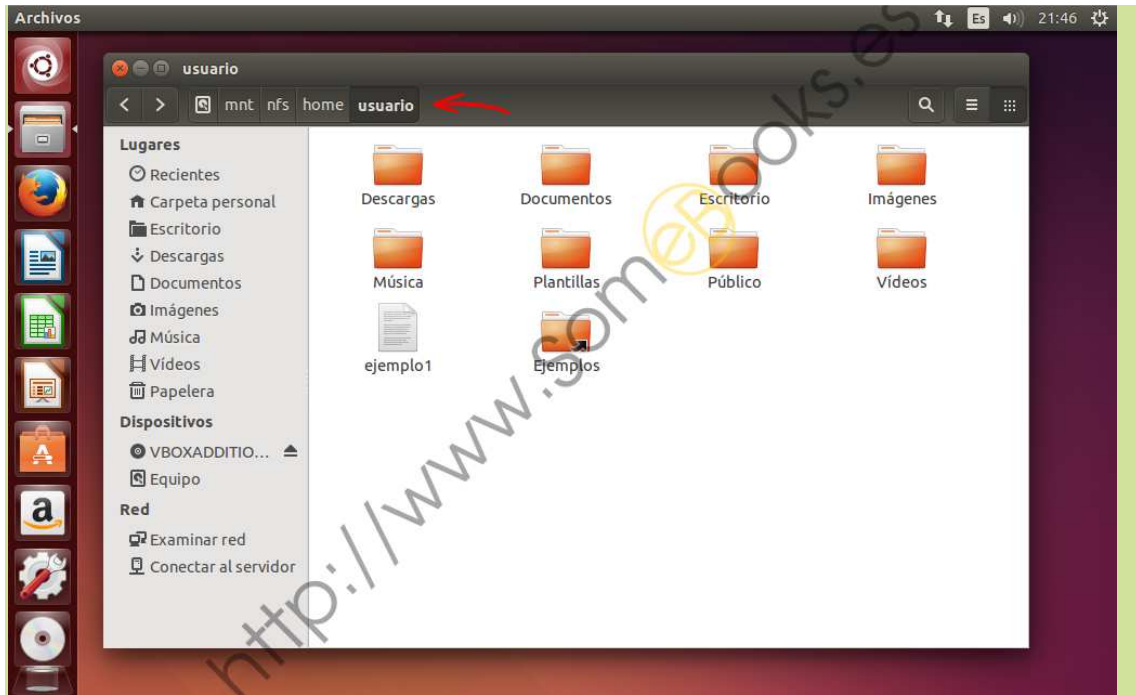 Archivos
Es
21:46
usuario
mnt nfs home usuario
Lugares
Recientes
Carpeta personal
Escritorio
Descargas
Documentos
Imágenes
Música
Vídeos
Papelera
Dispositivos
VBOXADDITIO...
Equipo
Red
Examinar red
Conectar al servidor
Descargas Documentos Escritorio Imágenes
Música Plantillas Público Vídeos
ejemplo1 Ejemplos
A
a
http://www.someBooks.es